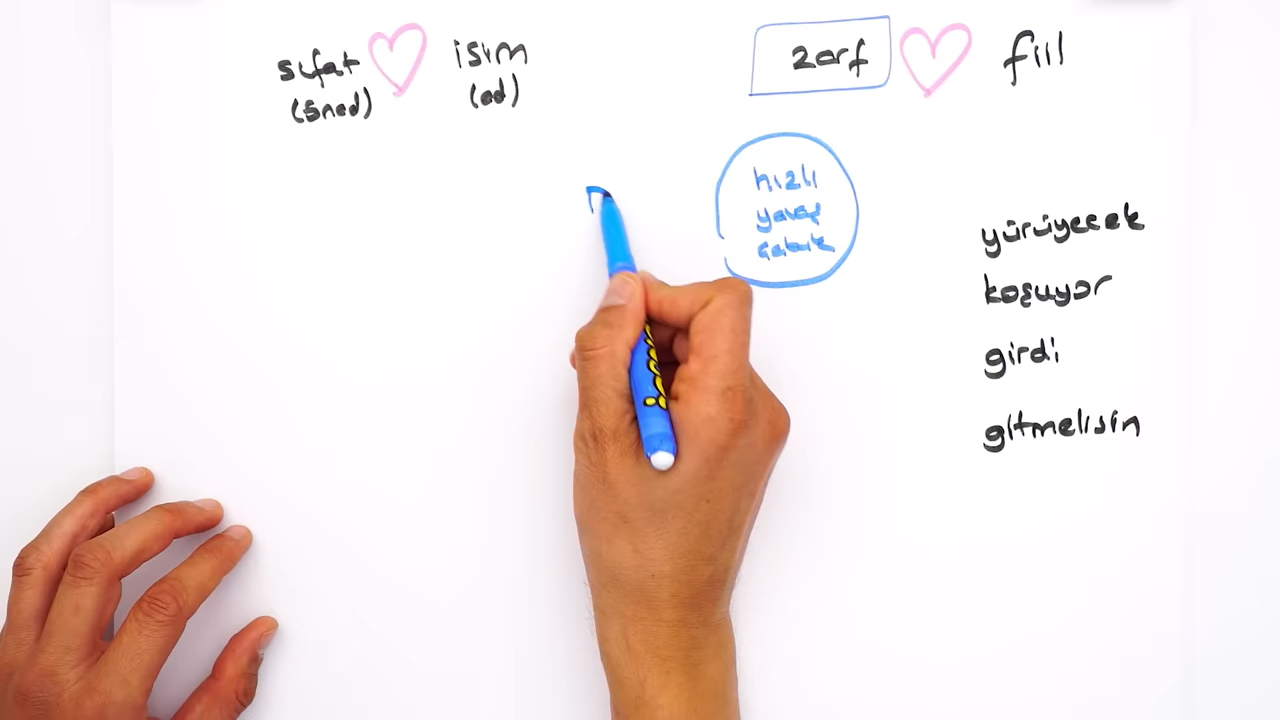 sıfat isim
(önad) (ad)
zarf fiil
hızlı
yavaş
çabuk
yürüyecek
koşuyor
girdi
gitmelisin